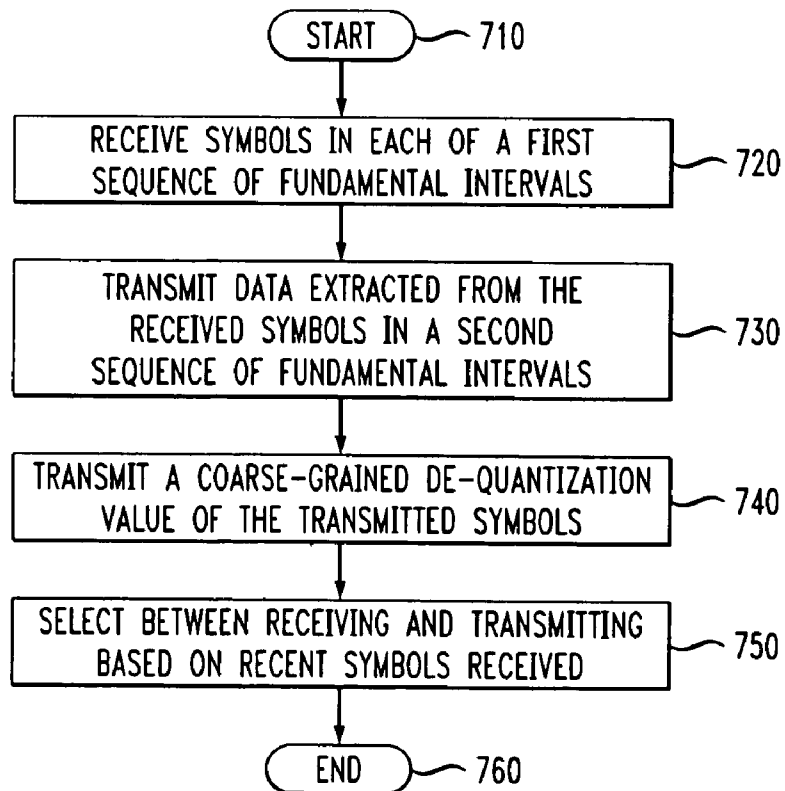 START 710
RECEIVE SYMBOLS IN EACH OF A FIRST
SEQUENCE OF FUNDAMENTAL INTERVALS
720
TRANSMIT DATA EXTRACTED FROM THE
RECEIVED SYMBOLS IN A SECOND
SEQUENCE OF FUNDAMENTAL INTERVALS
730
TRANSMIT A COARSE-GRAINED DE-QUANTIZATION
VALUE OF THE TRANSMITTED SYMBOLS
740
SELECT BETWEEN RECEIVING AND TRANSMITTING
BASED ON RECENT SYMBOLS RECEIVED
750
END 760